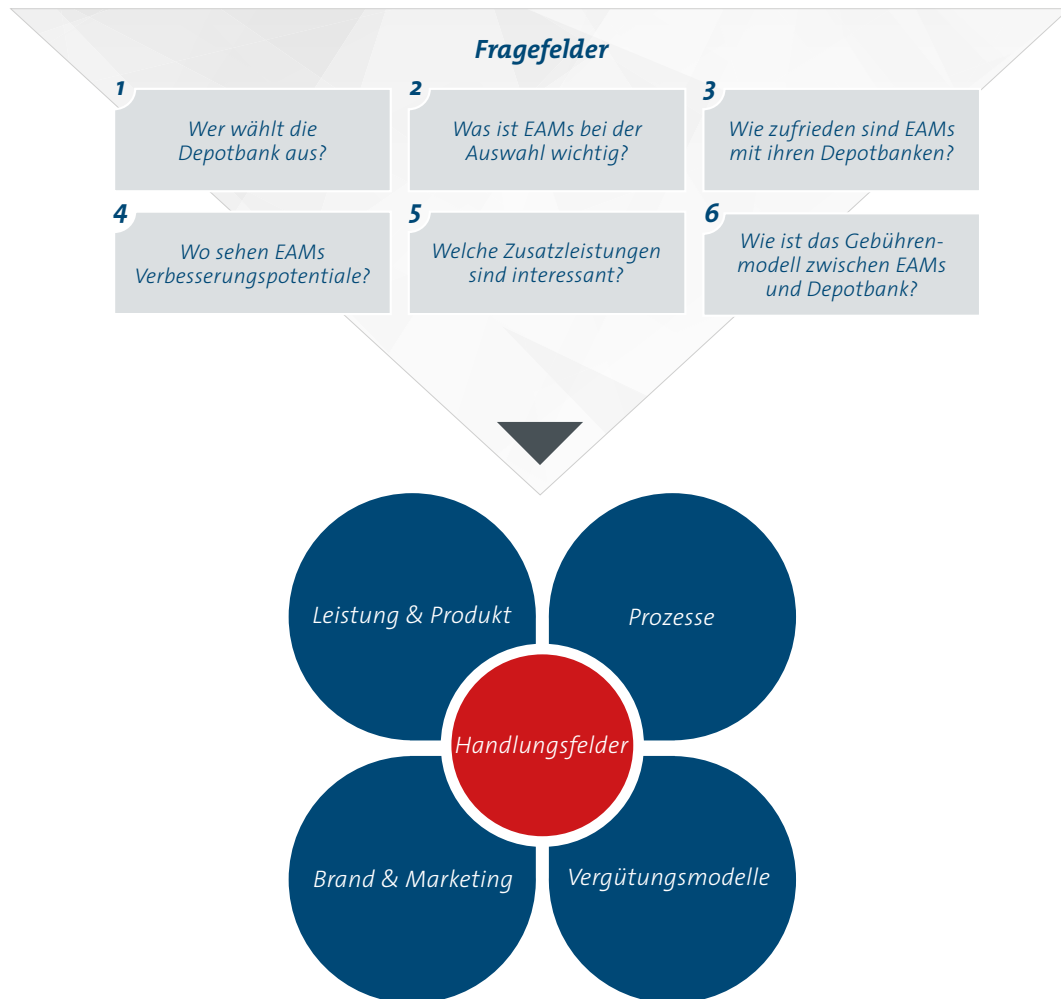 Fragefelder
1
Wer wählt die
Depotbank aus?
2
Was ist EAMs bei der
Auswahl wichtig?
3
Wie zufrieden sind EAMs
mit ihren Depotbanken?
4
Wo sehen EAMs
Verbesserungspotentiale?
5
Welche Zusatzleistungen
sind interessant?
6
Wie ist das Gebühren-
modell zwischen EAMs
und Depotbank?
Leistung & Produkt
Prozesse
Handlungsfelder
Brand & Marketing
Vergütungsmodelle